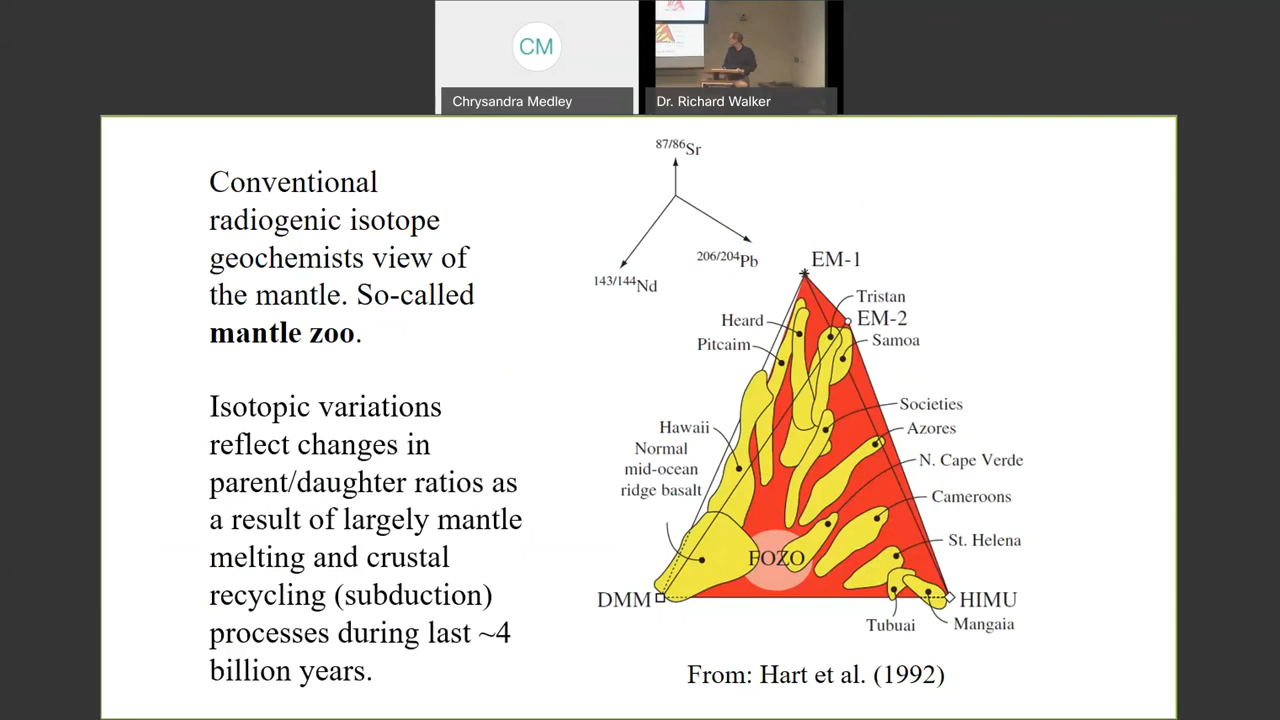 CM
Chrysandra Medley
Dr. Richard Walker
Conventional
radiogenic isotope
geochemists view of
the mantle. So-called
mantle zoo.
Isotopic variations
reflect changes in
parent/daughter ratios as
a result of largely mantle
melting and crustal
recycling (subduction)
processes during last ~4
billion years.
87/86Sr
206/204Pb
143/144Nd
EM-1
Tristan
EM-2
Samoa
Heard
Pitcaim
Societies
Azores
Hawaii
Normal
mid-ocean
ridge basalt
N. Cape Verde
Cameroons
St. Helena
FOZO
DMM
HIMU
Tubuai
Mangaia
From: Hart et al. (1992)